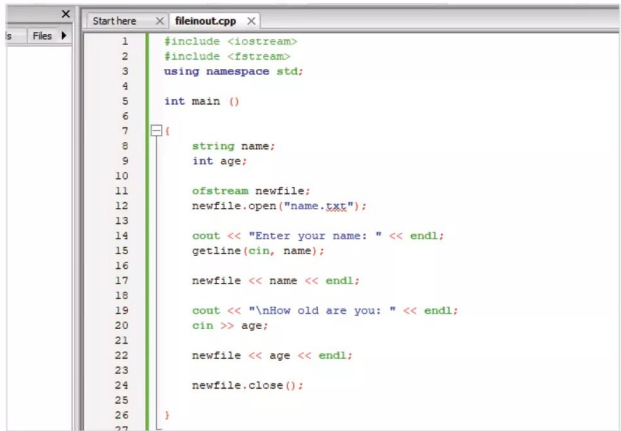 Start here
fileinout.cpp
s
Files
1 #include <iostream>
2 #include <fstream>
3 using namespace std;
4
5 int main ()
6
7 {
8 string name;
9 int age;
10
11 ofstream newfile;
12 newfile.open("name.txt");
13
14 cout << "Enter your name: " << endl;
15 getline(cin, name);
16
17 newfile << name << endl;
18
19 cout << "\nHow old are you: " << endl;
20 cin >> age;
21
22 newfile << age << endl;
23
24 newfile.close();
25
26 }
27